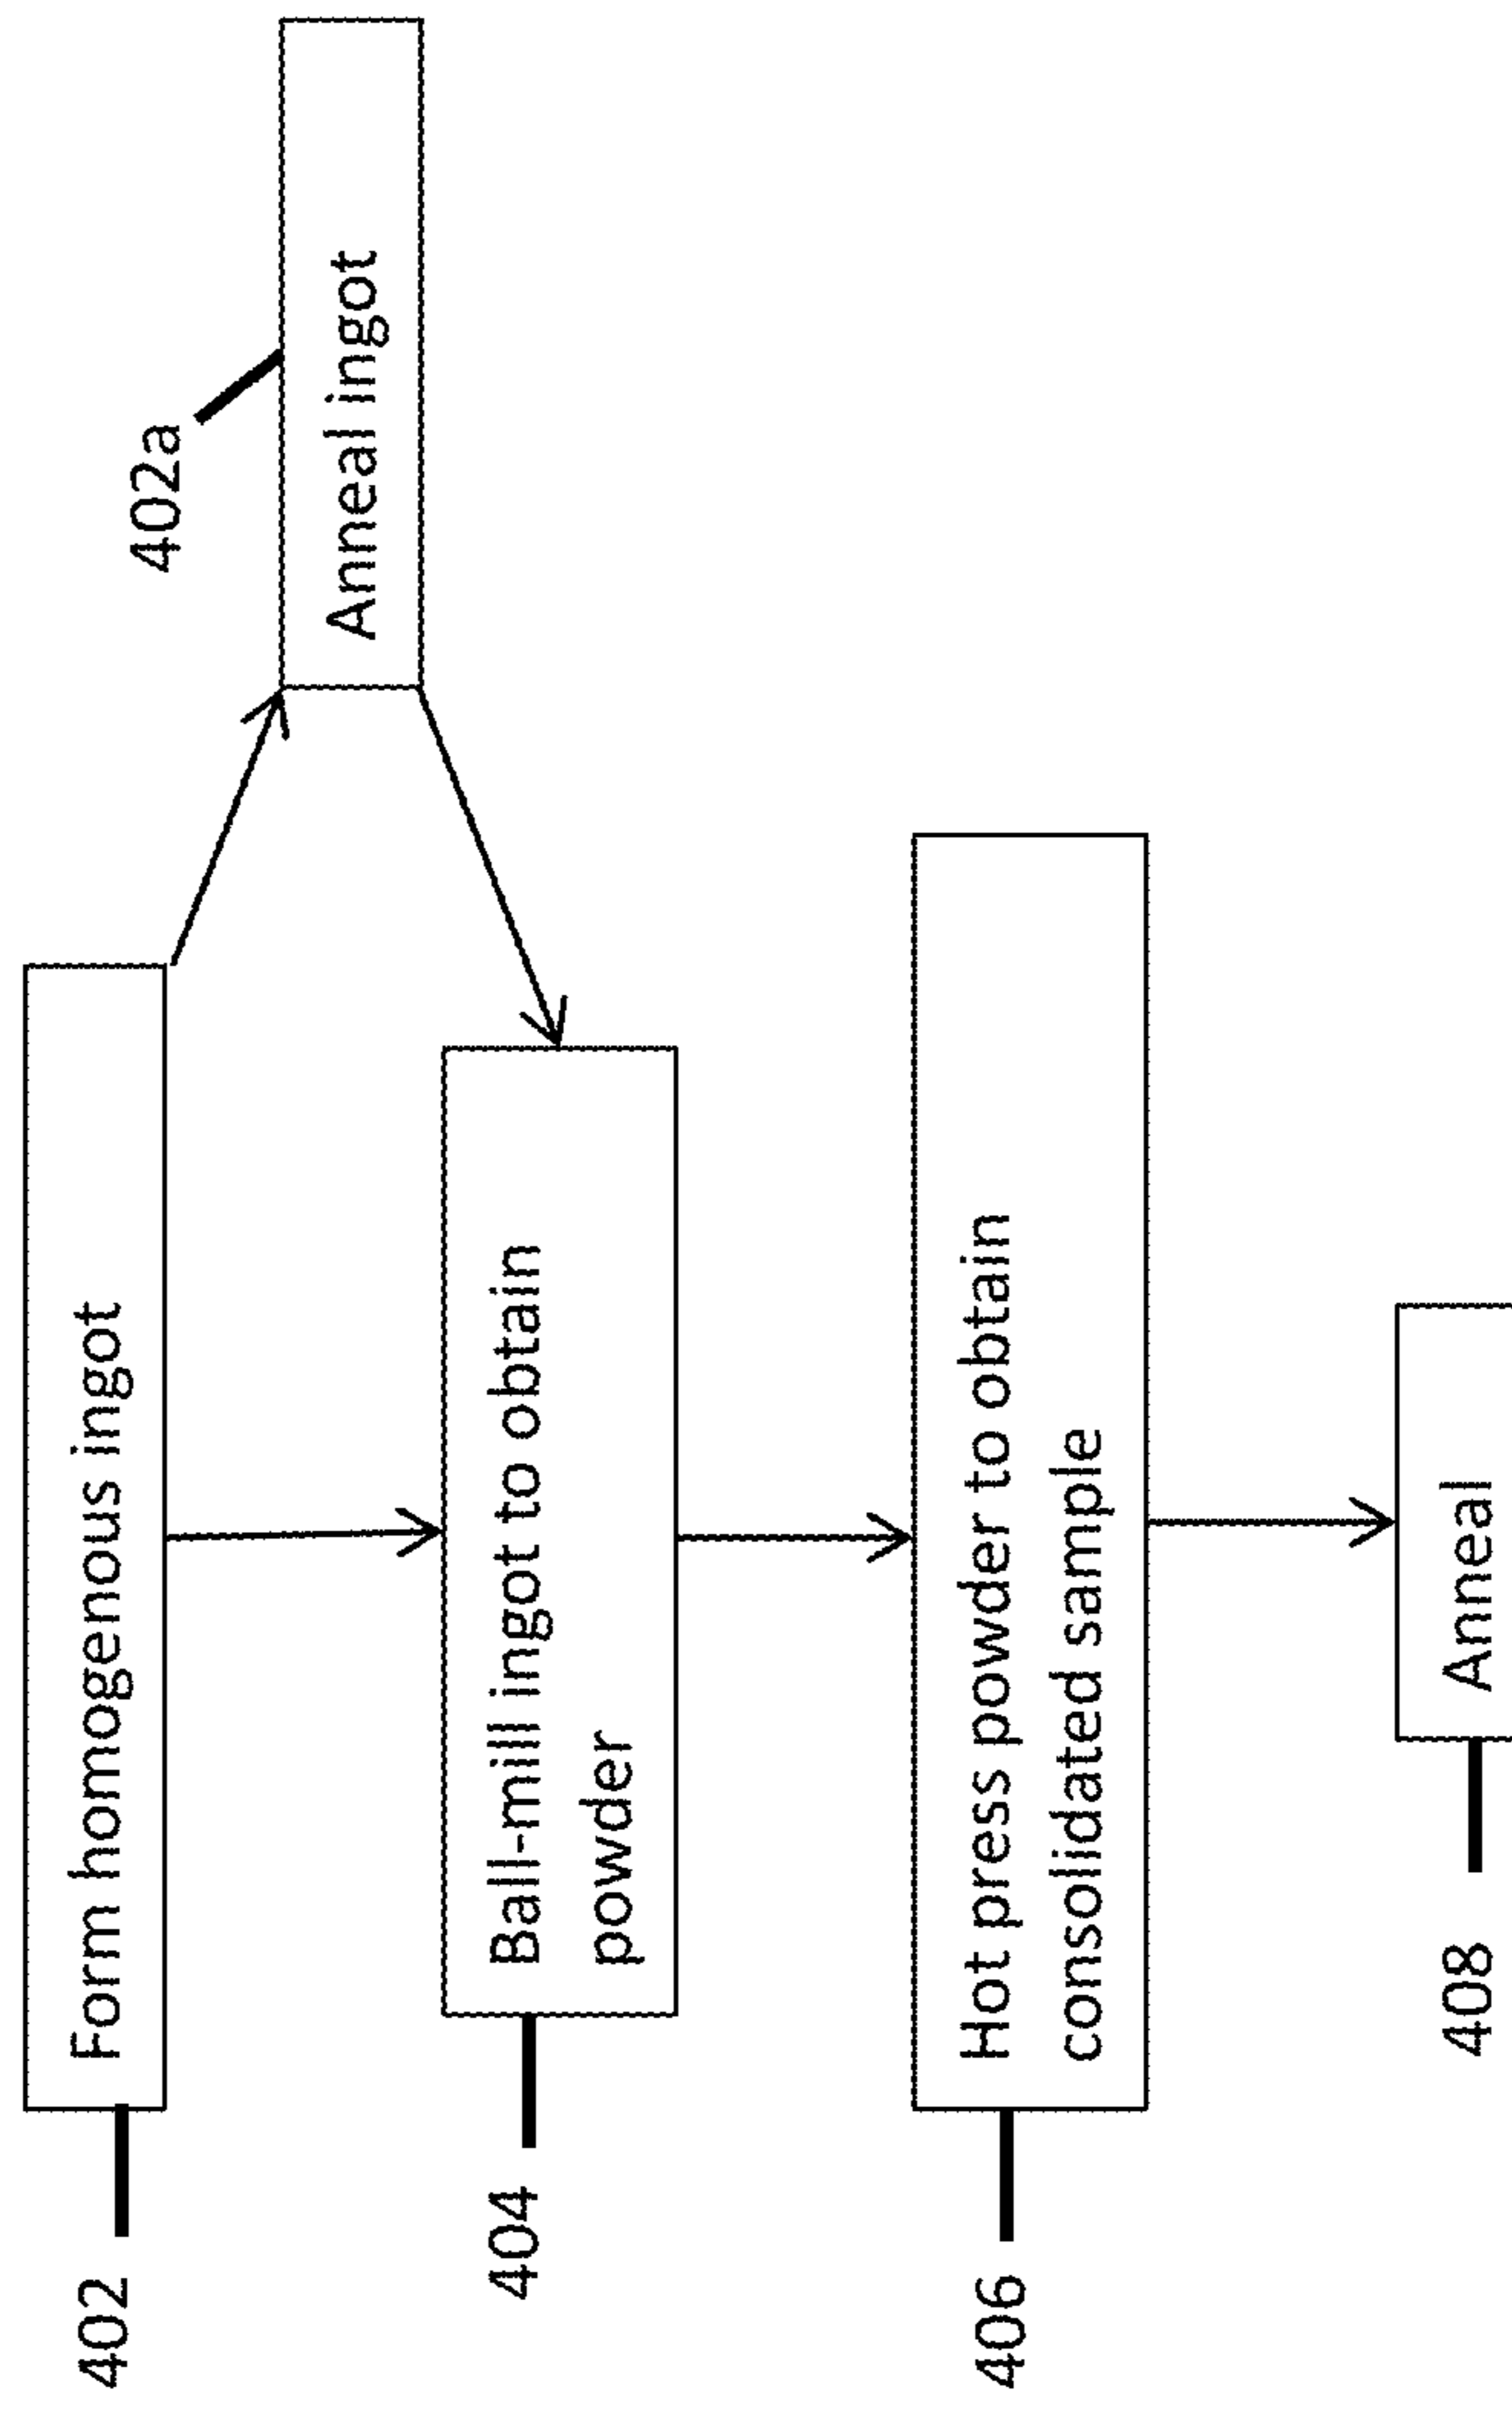 402
Form homogenous ingot
402a
Anneal ingot
404
Ball-mill ingot to obtain
powder
406
Hot press powder to obtain
consolidated sample
408
Anneal